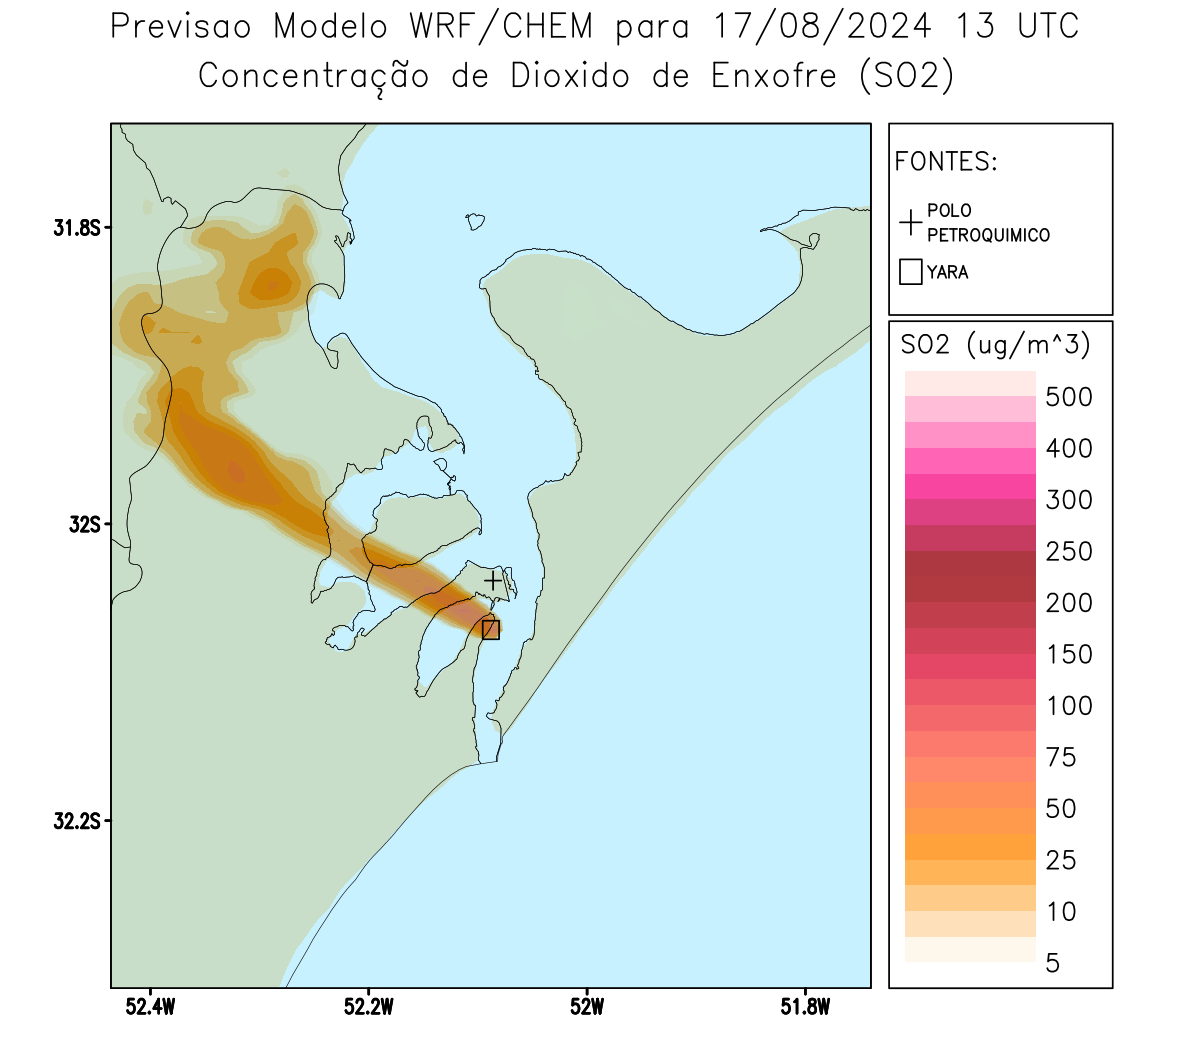 Previsao Modelo WRF/CHEM para 17/08/2024 13 UTC
Concentração de Dioxido de Enxofre (SO2)
FONTES:
POLO
PETROQUIMICO
YARA
SO2 (ug/m^3)
500
400
300
250
200
150
100
75
50
25
10
5
31.8S
32S
32.2S
52.4W
52.2W
52W
51.8W